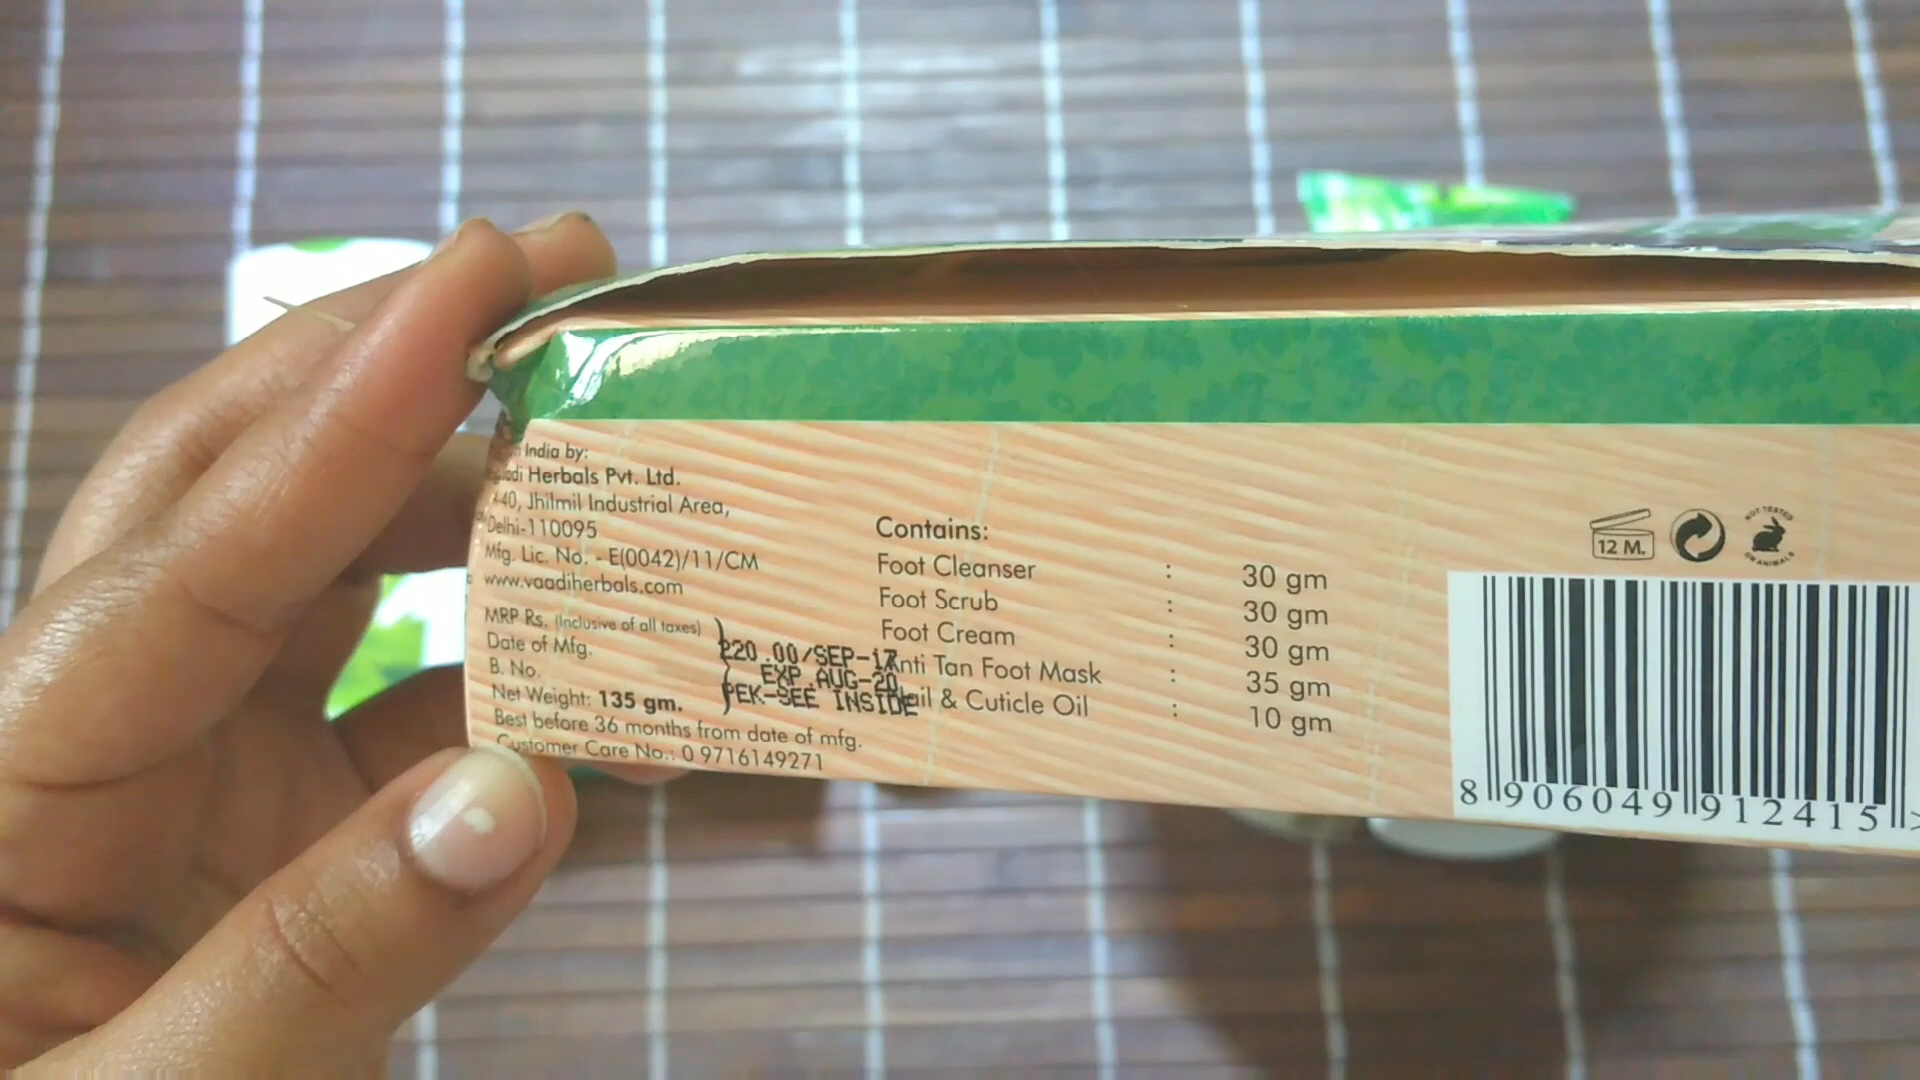 India by:
Herbals Pvt. Ltd.
40, Jhilmil Industrial Area,
Delhi-110095
Mfg. Lic. No. - E(0042)/11/CM
www.vaadiherbals.com
MRP Rs. (Inclusive of all taxes)
Date of Mfg.
B. No.
220.00/SEP-17
EXP AUG-20
PEK-SEE INSIDE
Net Weight: 135 gm.
Best before 36 months from date of mfg.
Customer Care No.: 0 9716149271
Contains:
Foot Cleanser : 30 gm
Foot Scrub : 30 gm
Foot Cream : 30 gm
Anti Tan Foot Mask : 35 gm
Nail & Cuticle Oil : 10 gm
12 M.
NOT TESTED
ON ANIMALS
8 906049 912415 >